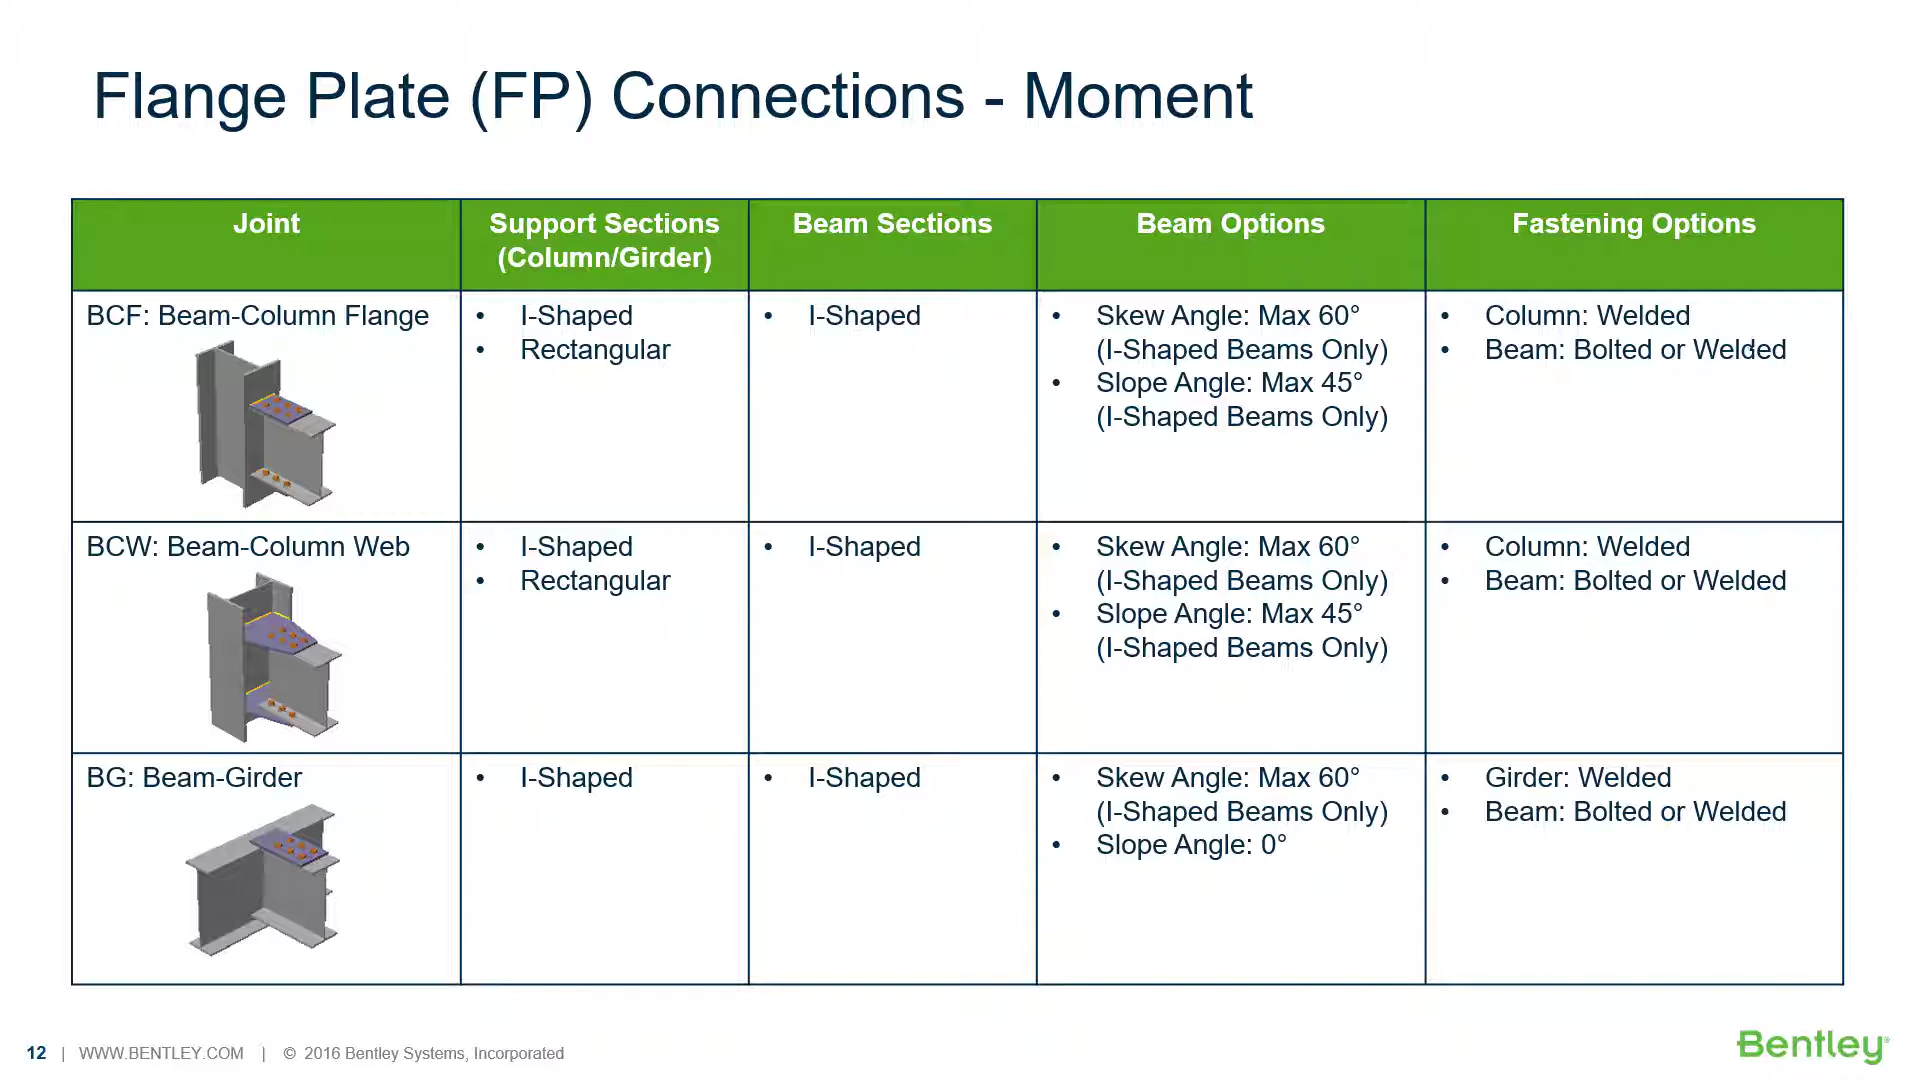 Flange Plate (FP) Connections - Moment
Joint
Support Sections
(Column/Girder)
Beam Sections
Beam Options
Fastening Options
BCF: Beam-Column Flange
• I-Shaped
• Rectangular
• I-Shaped
• Skew Angle: Max 60°
(I-Shaped Beams Only)
• Slope Angle: Max 45°
(I-Shaped Beams Only)
• Column: Welded
• Beam: Bolted or Welded
BCW: Beam-Column Web
• I-Shaped
• Rectangular
• I-Shaped
• Skew Angle: Max 60°
(I-Shaped Beams Only)
• Slope Angle: Max 45°
(I-Shaped Beams Only)
• Column: Welded
• Beam: Bolted or Welded
BG: Beam-Girder
• I-Shaped
• I-Shaped
• Skew Angle: Max 60°
(I-Shaped Beams Only)
• Slope Angle: 0°
• Girder: Welded
• Beam: Bolted or Welded
12 | WWW.BENTLEY.COM | © 2016 Bentley Systems, Incorporated
Bentley®